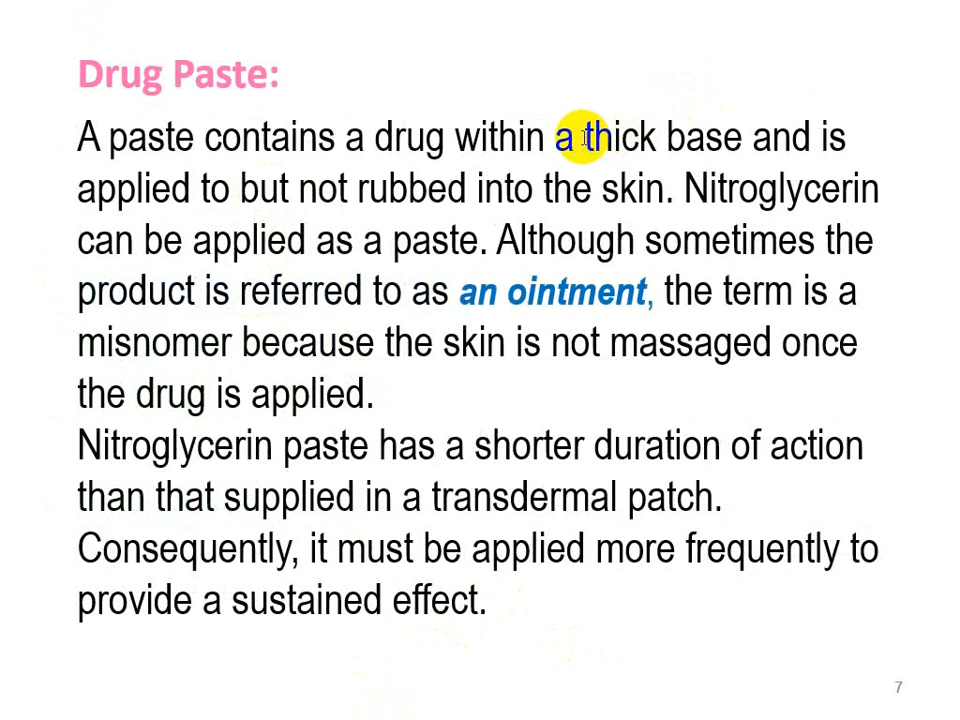 Drug Paste:
A paste contains a drug within a thick base and is
applied to but not rubbed into the skin. Nitroglycerin
can be applied as a paste. Although sometimes the
product is referred to as an ointment, the term is a
misnomer because the skin is not massaged once
the drug is applied.
Nitroglycerin paste has a shorter duration of action
than that supplied in a transdermal patch.
Consequently, it must be applied more frequently to
provide a sustained effect.
7